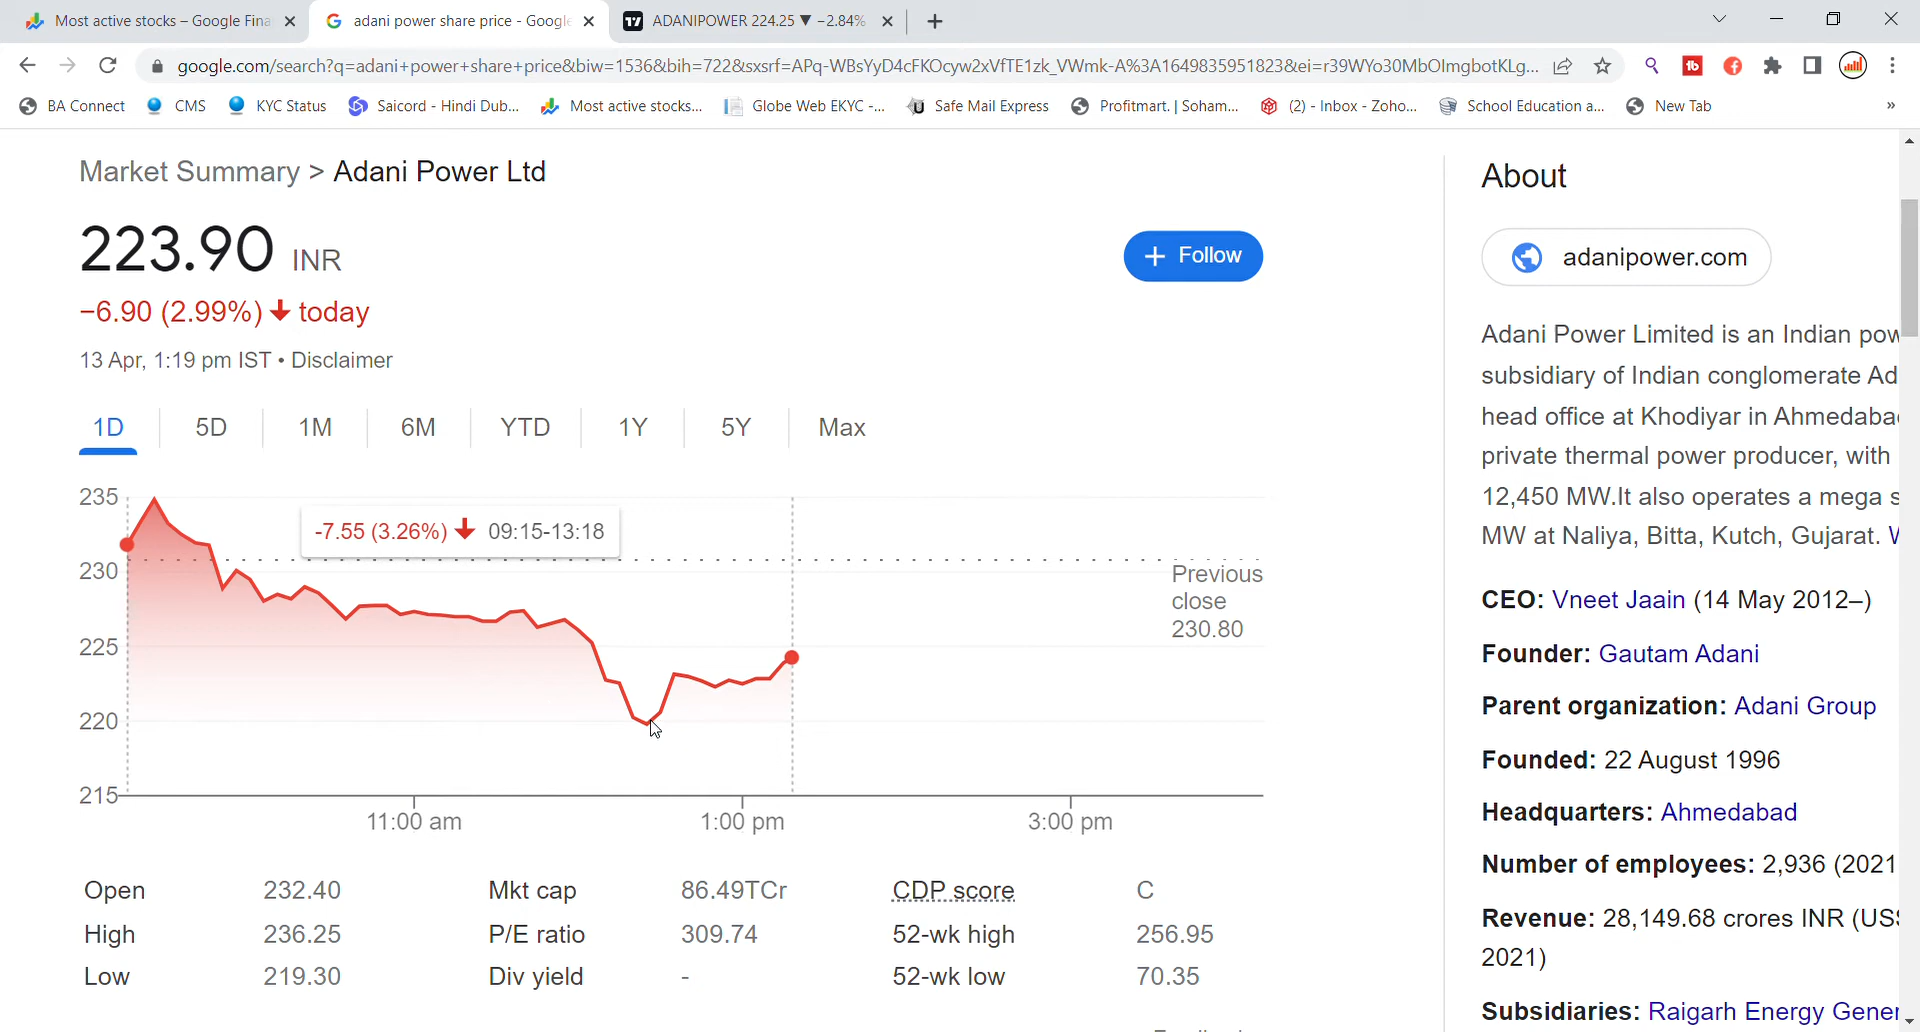 Most active stocks – Google Fina
adani power share price - Google
ADANIPOWER 224.25 ▼ −2.84%
google.com/search?q=adani+power+share+price&biw=1536&bih=722&sxsrf=APq-WBsYyD4cFKOcyw2xVfTE1zk_VWmk-A%3A1649835951823&ei=r39WYo30MbOImgbotKLg...
BA Connect
CMS
KYC Status
Saicord - Hindi Dub...
Most active stocks...
Globe Web EKYC -...
Safe Mail Express
Profitmart. | Soham...
(2) - Inbox - Zoho...
School Education a...
New Tab
»
Market Summary > Adani Power Ltd
223.90 INR
−6.90 (2.99%) ↓ today
13 Apr, 1:19 pm IST • Disclaimer
+ Follow
1D 5D 1M 6M YTD 1Y 5Y Max
235
-7.55 (3.26%) ↓ 09:15-13:18
230
Previous
close
230.80
225
220
215
11:00 am 1:00 pm 3:00 pm
Open 232.40 Mkt cap 86.49TCr CDP score C
High 236.25 P/E ratio 309.74 52-wk high 256.95
Low 219.30 Div yield - 52-wk low 70.35
About
adanipower.com
Adani Power Limited is an Indian pow
subsidiary of Indian conglomerate Ad
head office at Khodiyar in Ahmedaba
private thermal power producer, with
12,450 MW.It also operates a mega s
MW at Naliya, Bitta, Kutch, Gujarat. W
CEO: Vneet Jaain (14 May 2012–)
Founder: Gautam Adani
Parent organization: Adani Group
Founded: 22 August 1996
Headquarters: Ahmedabad
Number of employees: 2,936 (2021
Revenue: 28,149.68 crores INR (US$
2021)
Subsidiaries: Raigarh Energy Gener